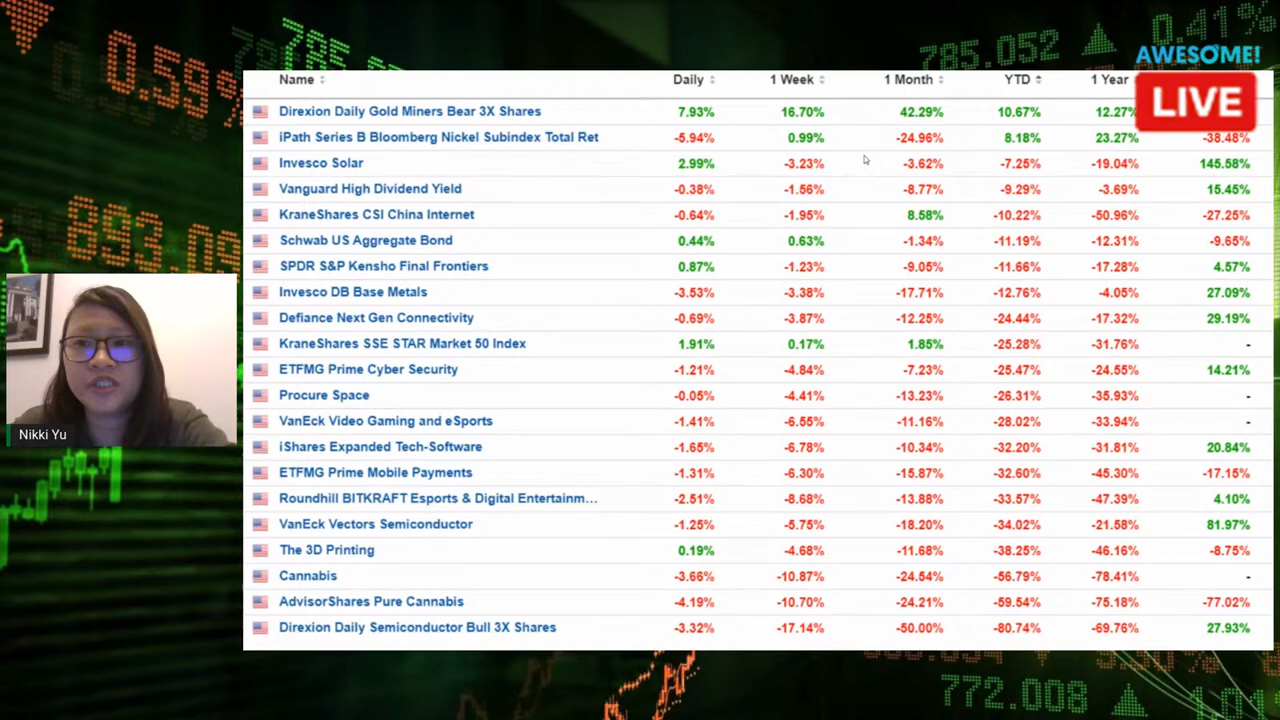 0.59%
785.052
0.41%
AWESOME!
LIVE
Name Daily 1 Week 1 Month YTD 1 Year
Direxion Daily Gold Miners Bear 3X Shares 7.93% 16.70% 42.29% 10.67% 12.27%
iPath Series B Bloomberg Nickel Subindex Total Ret -5.94% 0.99% -24.96% 8.18% 23.27% -38.48%
Invesco Solar 2.99% -3.23% -3.62% -7.25% -19.04% 145.58%
Vanguard High Dividend Yield -0.38% -1.56% -8.77% -9.29% -3.69% 15.45%
KraneShares CSI China Internet -0.64% -1.95% 8.58% -10.22% -50.96% -27.25%
Schwab US Aggregate Bond 0.44% 0.63% -1.34% -11.19% -12.31% -9.65%
SPDR S&P Kensho Final Frontiers 0.87% -1.23% -9.05% -11.66% -17.28% 4.57%
Invesco DB Base Metals -3.53% -3.38% -17.71% -12.76% -4.05% 27.09%
Defiance Next Gen Connectivity -0.69% -3.87% -12.25% -24.44% -17.32% 29.19%
KraneShares SSE STAR Market 50 Index 1.91% 0.17% 1.85% -25.28% -31.76% -
ETFMG Prime Cyber Security -1.21% -4.84% -7.23% -25.47% -24.55% 14.21%
Procure Space -0.05% -4.41% -13.23% -26.31% -35.93% -
VanEck Video Gaming and eSports -1.41% -6.55% -11.16% -28.02% -33.94% -
iShares Expanded Tech-Software -1.65% -6.78% -10.34% -32.20% -31.81% 20.84%
ETFMG Prime Mobile Payments -1.31% -6.30% -15.87% -32.60% -45.30% -17.15%
Roundhill BITKRAFT Esports & Digital Entertainm... -2.51% -8.68% -13.88% -33.57% -47.39% 4.10%
VanEck Vectors Semiconductor -1.25% -5.75% -18.20% -34.02% -21.58% 81.97%
The 3D Printing 0.19% -4.68% -11.68% -38.25% -46.16% -8.75%
Cannabis -3.66% -10.87% -24.54% -56.79% -78.41% -
AdvisorShares Pure Cannabis -4.19% -10.70% -24.21% -59.54% -75.18% -77.02%
Direxion Daily Semiconductor Bull 3X Shares -3.32% -17.14% -50.00% -80.74% -69.76% 27.93%
Nikki Yu
772.008